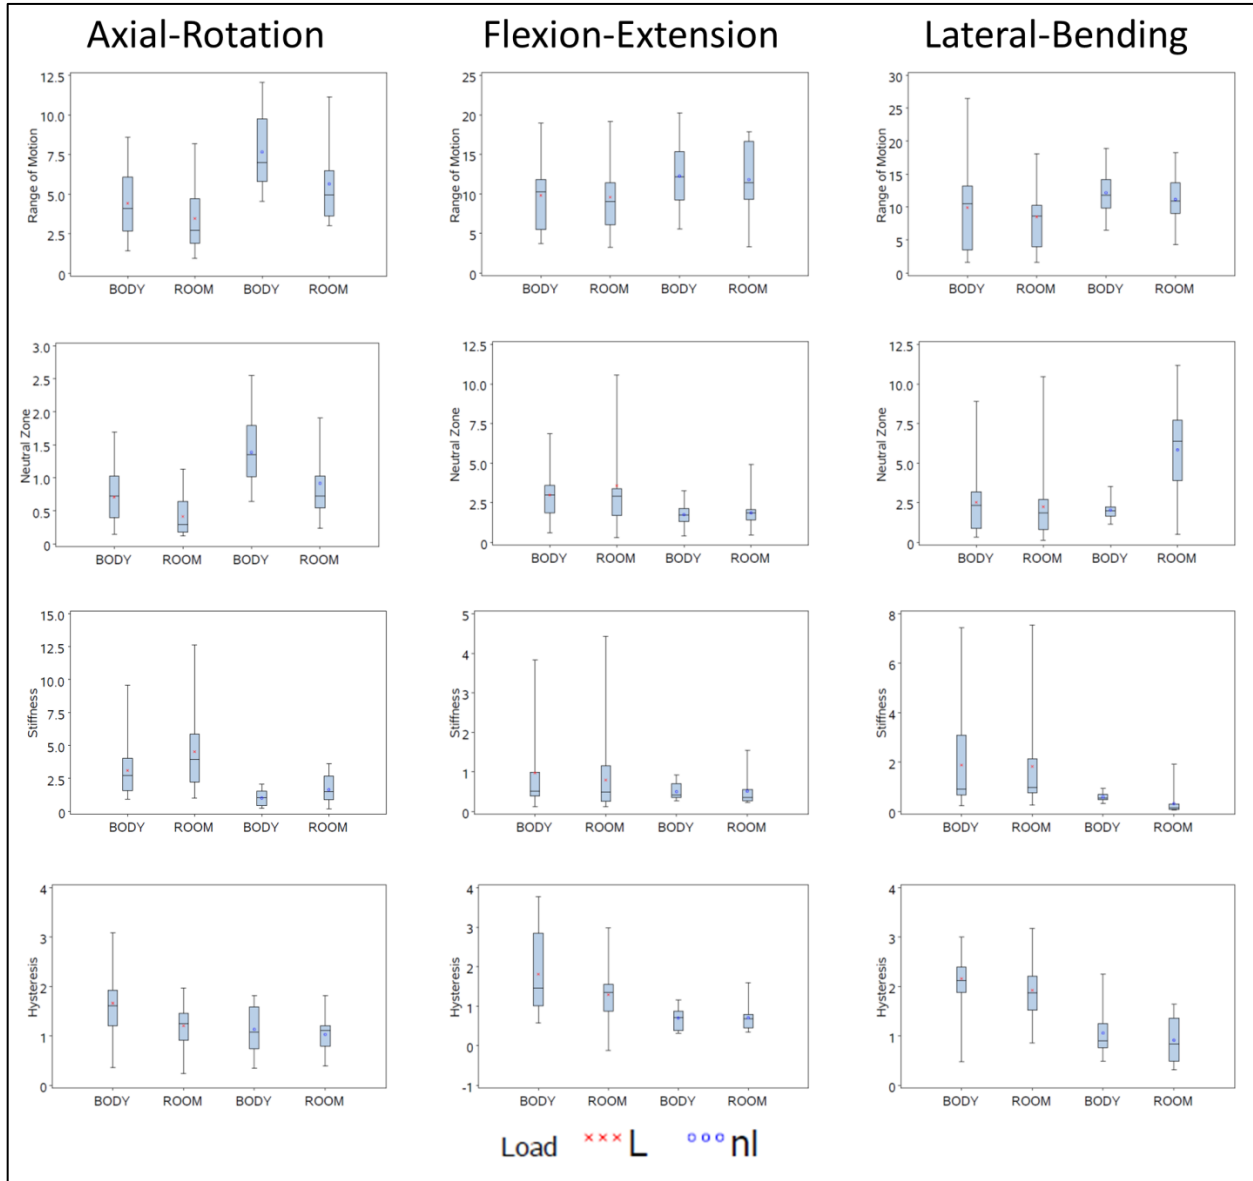 Axial-Rotation Flexion-Extension Lateral-Bending
Range of Motion
12.5
10.0
7.5
5.0
2.5
0
BODY ROOM BODY ROOM
Range of Motion
25
20
15
10
5
0
BODY ROOM BODY ROOM
Range of Motion
30
25
20
15
10
5
0
BODY ROOM BODY ROOM
Neutral Zone
3.0
2.5
2.0
1.5
1.0
0.5
0
BODY ROOM BODY ROOM
Neutral Zone
12.5
10.0
7.5
5.0
2.5
0
BODY ROOM BODY ROOM
Neutral Zone
12.5
10.0
7.5
5.0
2.5
0
BODY ROOM BODY ROOM
Stiffness
15.0
12.5
10.0
7.5
5.0
2.5
0
BODY ROOM BODY ROOM
Stiffness
5
4
3
2
1
0
BODY ROOM BODY ROOM
Stiffness
8
6
4
2
0
BODY ROOM BODY ROOM
Hysteresis
4
3
2
1
0
BODY ROOM BODY ROOM
Hysteresis
4
3
2
1
0
-1
BODY ROOM BODY ROOM
Hysteresis
4
3
2
1
0
BODY ROOM BODY ROOM
Load L nl